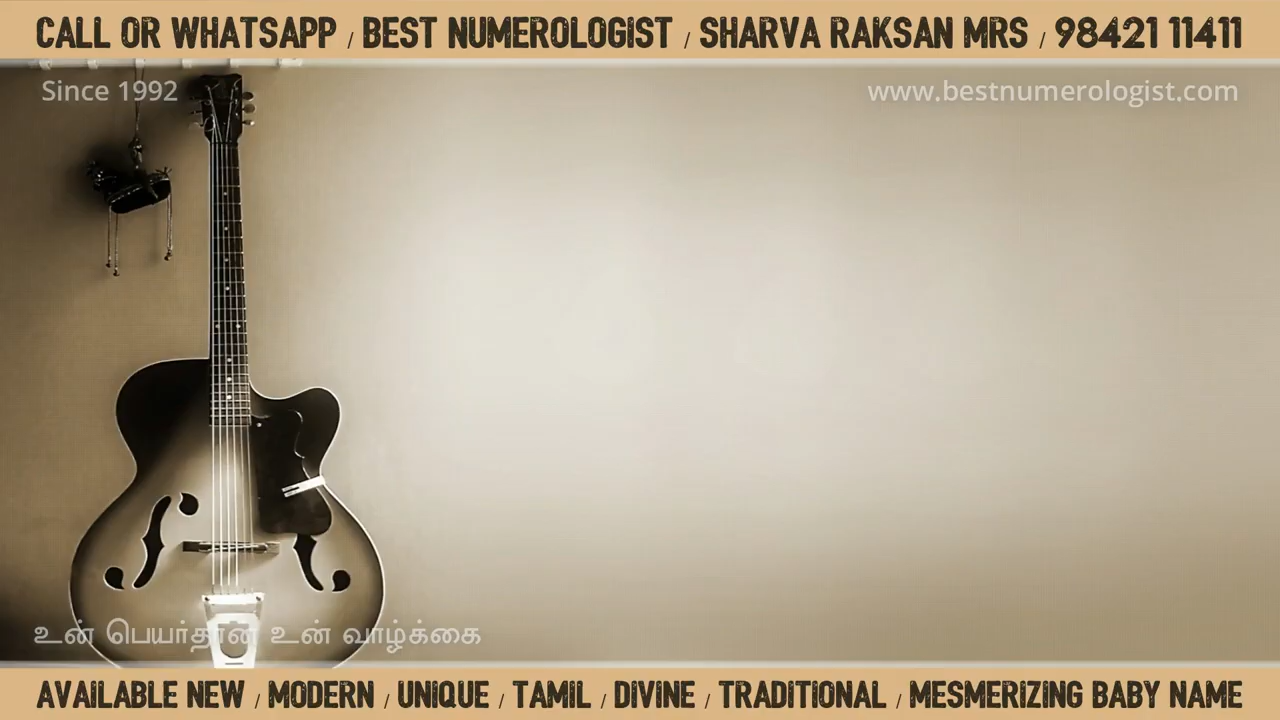 CALL OR WHATSAPP / BEST NUMEROLOGIST / SHARVA RAKSAN MRS / 98421 11411
Since 1992
www.bestnumerologist.com
உன் பெயர்தான் உன் வாழ்க்கை
AVAILABLE NEW / MODERN / UNIQUE / TAMIL / DIVINE / TRADITIONAL / MESMERIZING BABY NAME